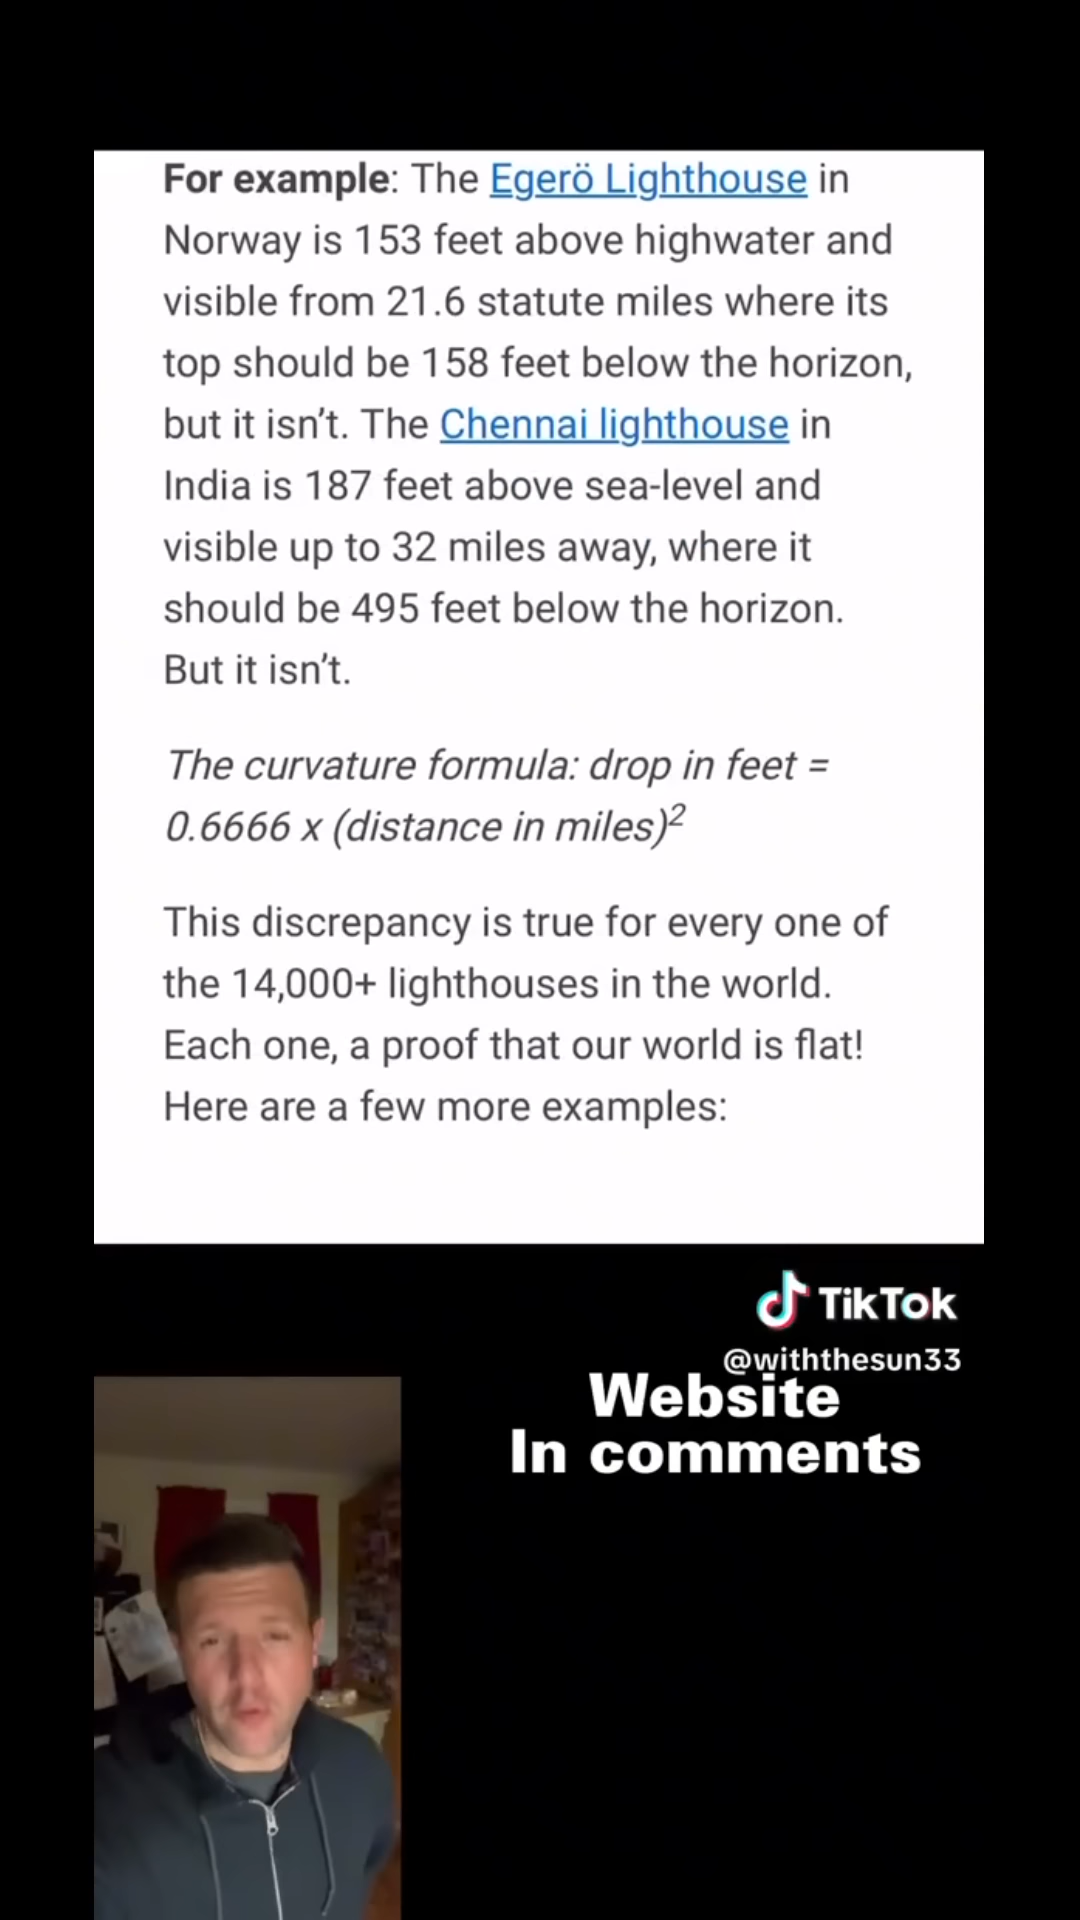 For example: The Egerö Lighthouse in
Norway is 153 feet above highwater and
visible from 21.6 statute miles where its
top should be 158 feet below the horizon,
but it isn’t. The Chennai lighthouse in
India is 187 feet above sea-level and
visible up to 32 miles away, where it
should be 495 feet below the horizon.
But it isn’t.
The curvature formula: drop in feet =
0.6666 x (distance in miles)²
This discrepancy is true for every one of
the 14,000+ lighthouses in the world.
Each one, a proof that our world is flat!
Here are a few more examples:
TikTok
@withthesun33
Website
In comments